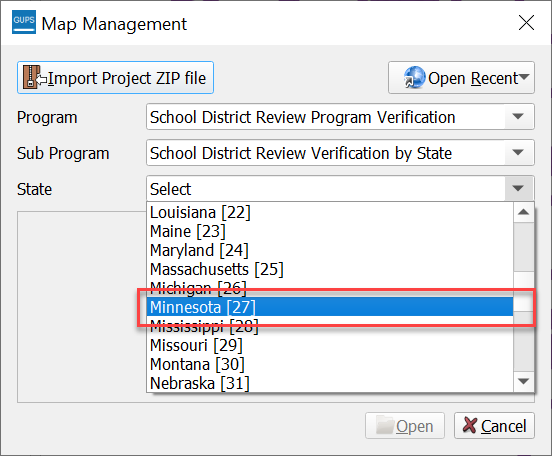 GUPS Map Management
Import Project ZIP file
Open Recent
Program School District Review Program Verification
Sub Program School District Review Verification by State
State Select
Louisiana [22]
Maine [23]
Maryland [24]
Massachusetts [25]
Michigan [26]
Minnesota [27]
Mississippi [28]
Missouri [29]
Montana [30]
Nebraska [31]
Open Cancel